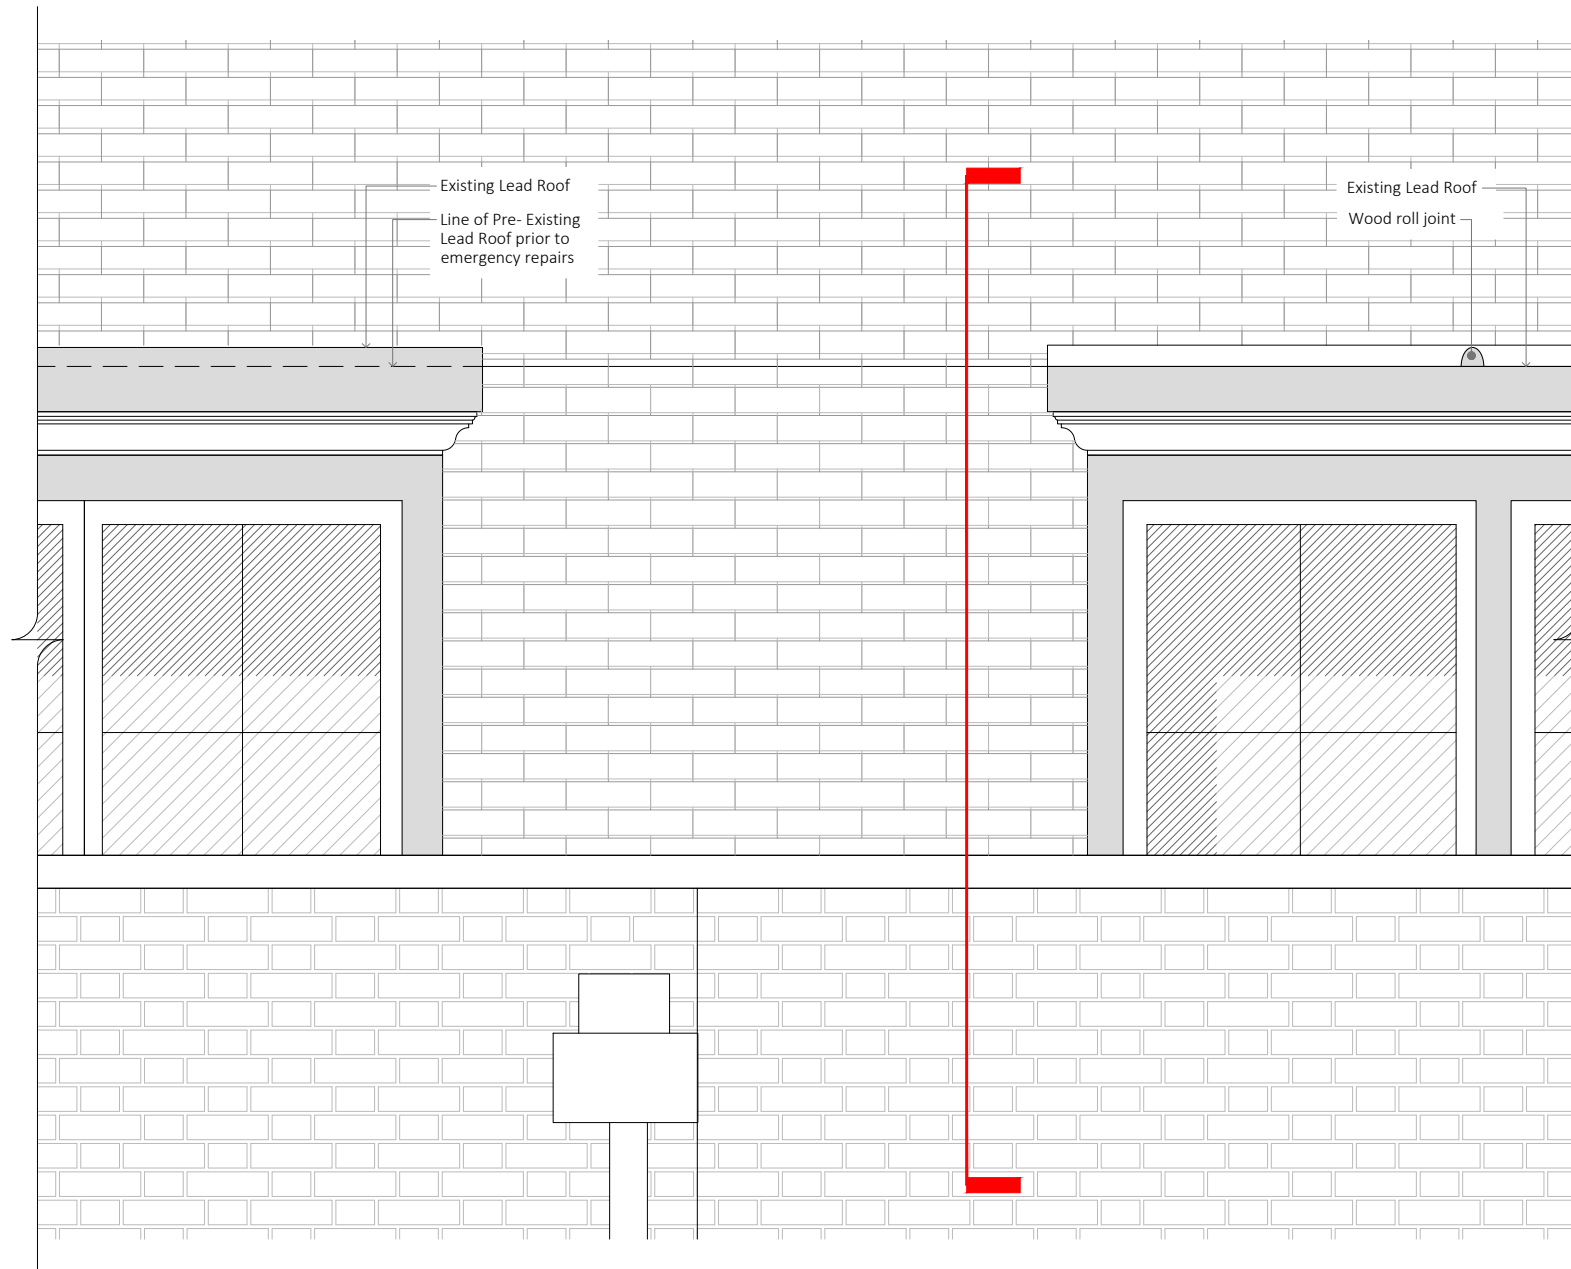 Existing Lead Roof
Line of Pre- Existing
Lead Roof prior to
emergency repairs
Existing Lead Roof
Wood roll joint